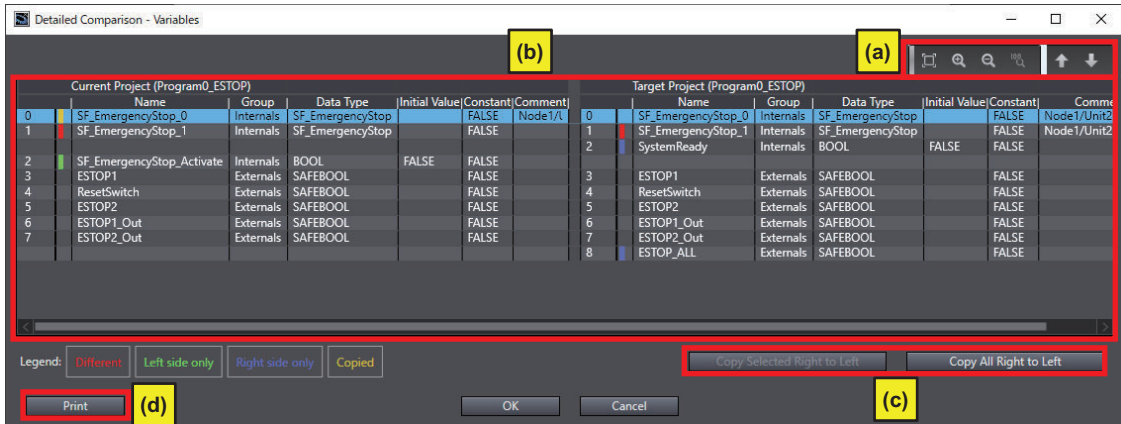 Detailed Comparison - Variables
(b) (a)
Current Project (Program0_ESTOP) Target Project (Program0_ESTOP)
Name Group Data Type Initial Value Constant Comment Name Group Data Type Initial Value Constant Comme
0 SF_EmergencyStop_0 Internals SF_EmergencyStop FALSE Node1/U 0 SF_EmergencyStop_0 Internals SF_EmergencyStop FALSE Node1/Unit2
1 SF_EmergencyStop_1 Internals SF_EmergencyStop FALSE 1 SF_EmergencyStop_1 Internals SF_EmergencyStop FALSE Node1/Unit2
2 SystemReady Internals BOOL FALSE FALSE
2 SF_EmergencyStop_Activate Internals BOOL FALSE FALSE
3 ESTOP1 Externals SAFEBOOL FALSE 3 ESTOP1 Externals SAFEBOOL FALSE
4 ResetSwitch Externals SAFEBOOL FALSE 4 ResetSwitch Externals SAFEBOOL FALSE
5 ESTOP2 Externals SAFEBOOL FALSE 5 ESTOP2 Externals SAFEBOOL FALSE
6 ESTOP1_Out Externals SAFEBOOL FALSE 6 ESTOP1_Out Externals SAFEBOOL FALSE
7 ESTOP2_Out Externals SAFEBOOL FALSE 7 ESTOP2_Out Externals SAFEBOOL FALSE
8 ESTOP_ALL Externals SAFEBOOL FALSE
Legend: Different Left side only Right side only Copied Copy Selected Right to Left Copy All Right to Left
Print (d) OK Cancel (c)